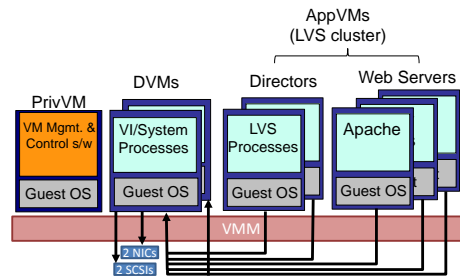 AppVMs
(LVS cluster)
DVMs
Directors
Web Servers
PrivVM
VM Mgmt. &
Control s/w
VI/System
Processes
LVS
Processes
Apache
Guest OS
Guest OS
Guest OS
Guest OS
VMM
2 NICs
2 SCSIs